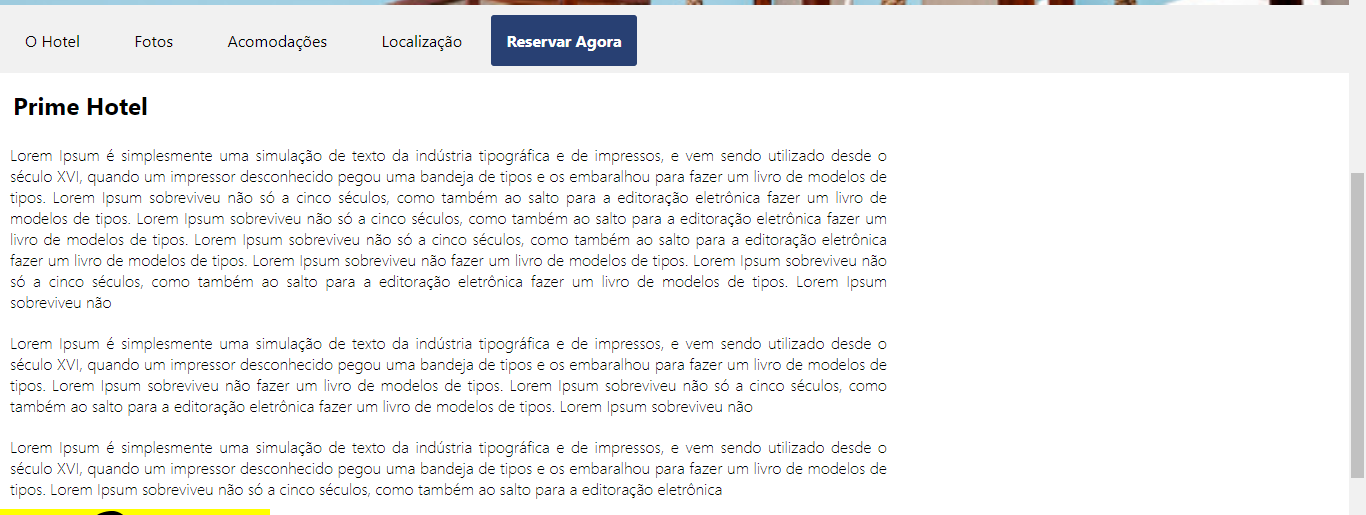 O Hotel Fotos Acomodações Localização Reservar Agora
Prime Hotel
Lorem Ipsum é simplesmente uma simulação de texto da indústria tipográfica e de impressos, e vem sendo utilizado desde o
século XVI, quando um impressor desconhecido pegou uma bandeja de tipos e os embaralhou para fazer um livro de modelos de
tipos. Lorem Ipsum sobreviveu não só a cinco séculos, como também ao salto para a editoração eletrônica fazer um livro de
modelos de tipos. Lorem Ipsum sobreviveu não só a cinco séculos, como também ao salto para a editoração eletrônica fazer um
livro de modelos de tipos. Lorem Ipsum sobreviveu não só a cinco séculos, como também ao salto para a editoração eletrônica
fazer um livro de modelos de tipos. Lorem Ipsum sobreviveu não fazer um livro de modelos de tipos. Lorem Ipsum sobreviveu não
só a cinco séculos, como também ao salto para a editoração eletrônica fazer um livro de modelos de tipos. Lorem Ipsum
sobreviveu não
Lorem Ipsum é simplesmente uma simulação de texto da indústria tipográfica e de impressos, e vem sendo utilizado desde o
século XVI, quando um impressor desconhecido pegou uma bandeja de tipos e os embaralhou para fazer um livro de modelos de
tipos. Lorem Ipsum sobreviveu não fazer um livro de modelos de tipos. Lorem Ipsum sobreviveu não só a cinco séculos, como
também ao salto para a editoração eletrônica fazer um livro de modelos de tipos. Lorem Ipsum sobreviveu não
Lorem Ipsum é simplesmente uma simulação de texto da indústria tipográfica e de impressos, e vem sendo utilizado desde o
século XVI, quando um impressor desconhecido pegou uma bandeja de tipos e os embaralhou para fazer um livro de modelos de
tipos. Lorem Ipsum sobreviveu não só a cinco séculos, como também ao salto para a editoração eletrônica